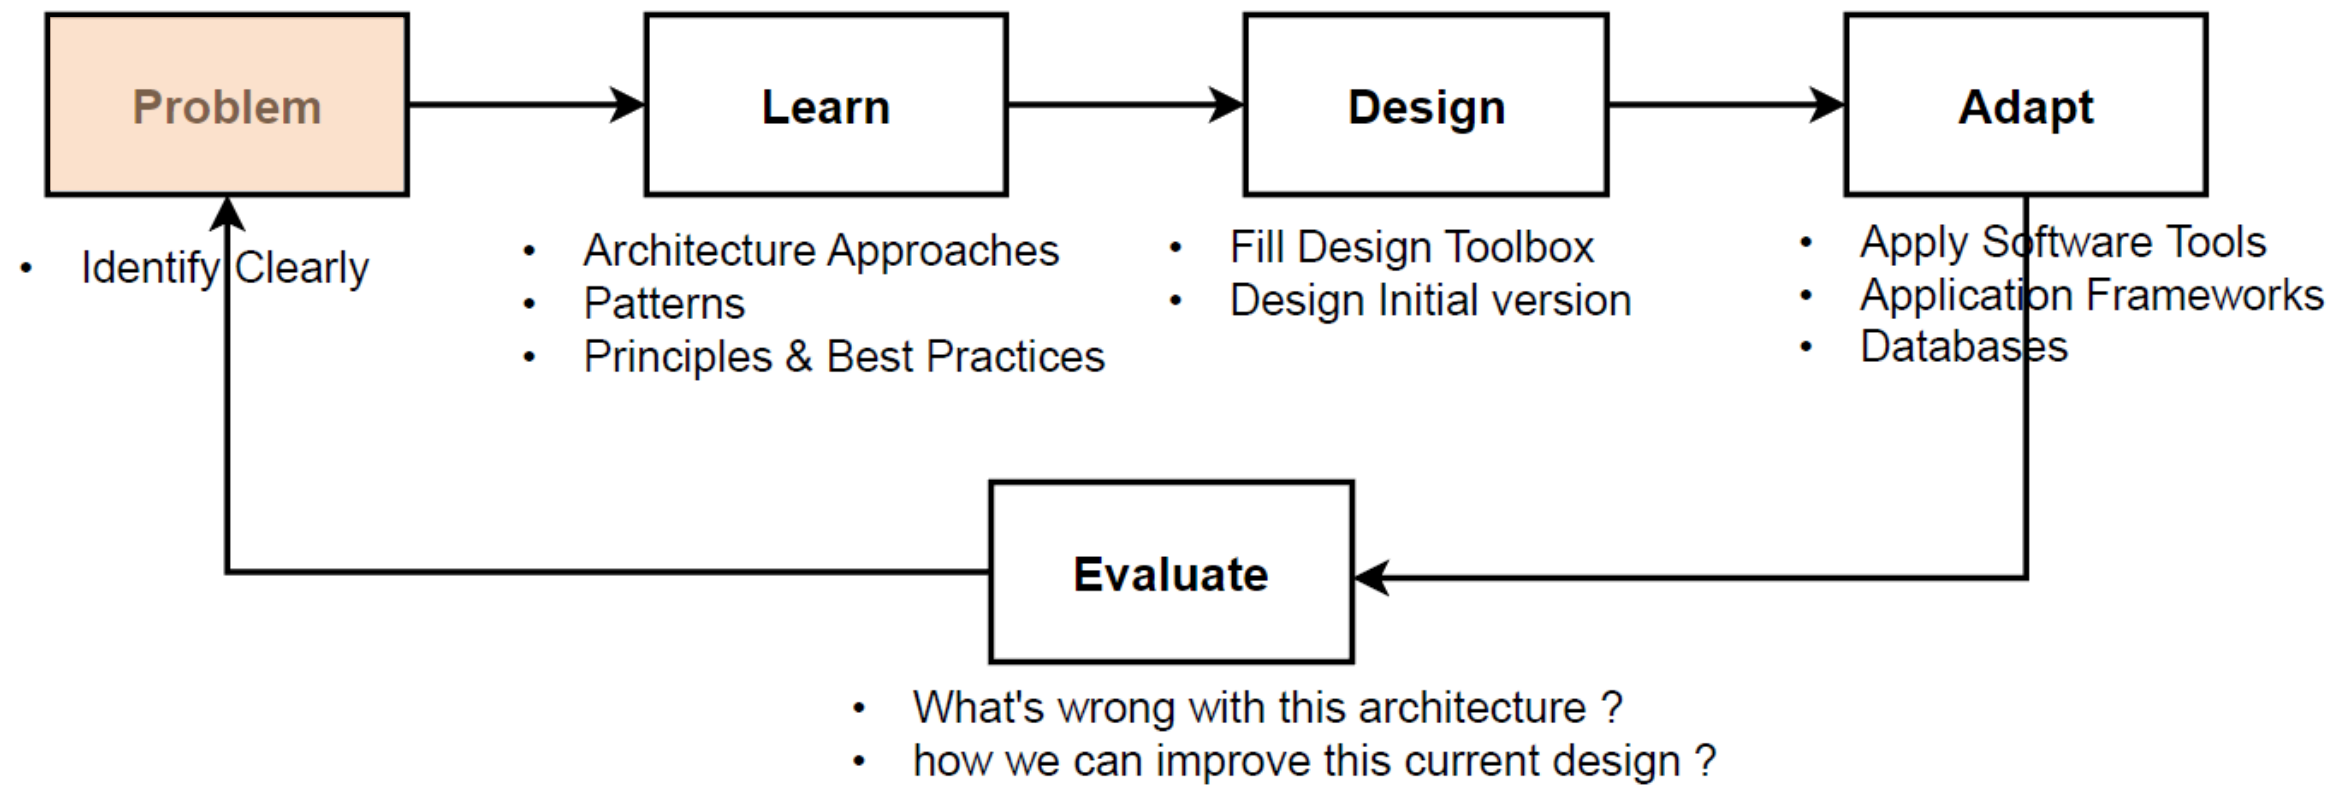 Problem
Learn
Design
Adapt
• Identify Clearly
• Architecture Approaches
• Patterns
• Principles & Best Practices
• Fill Design Toolbox
• Design Initial version
• Apply Software Tools
• Application Frameworks
• Databases
Evaluate
• What's wrong with this architecture ?
• how we can improve this current design ?